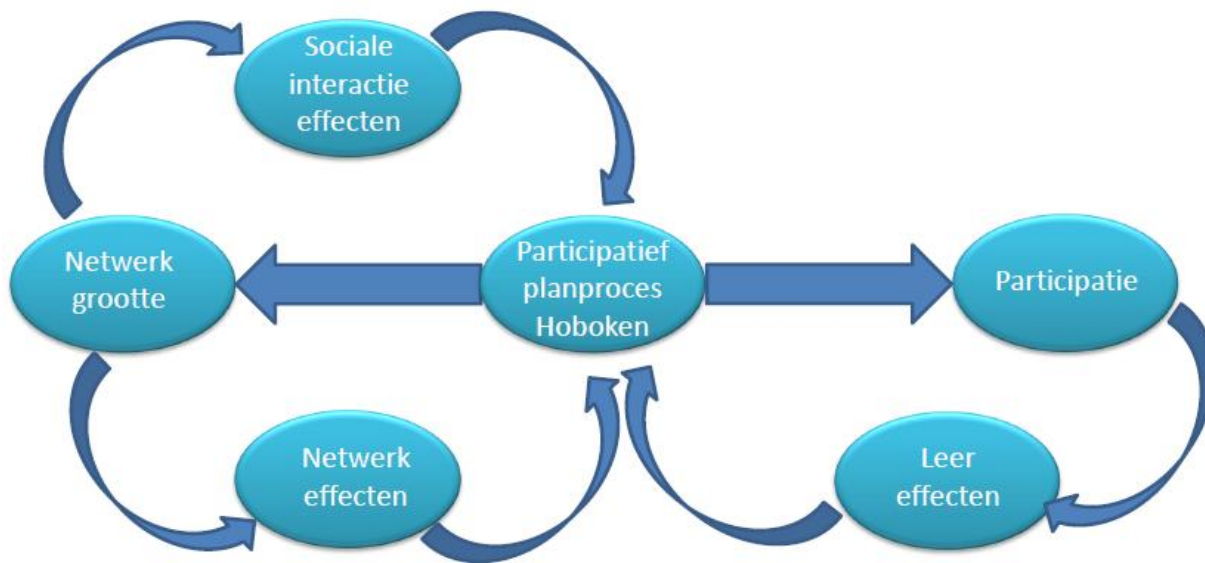 Sociale
interactie
effecten
Netwerk
grootte
Participatief
planproces
Hoboken
Participatie
Netwerk
effecten
Leer
effecten